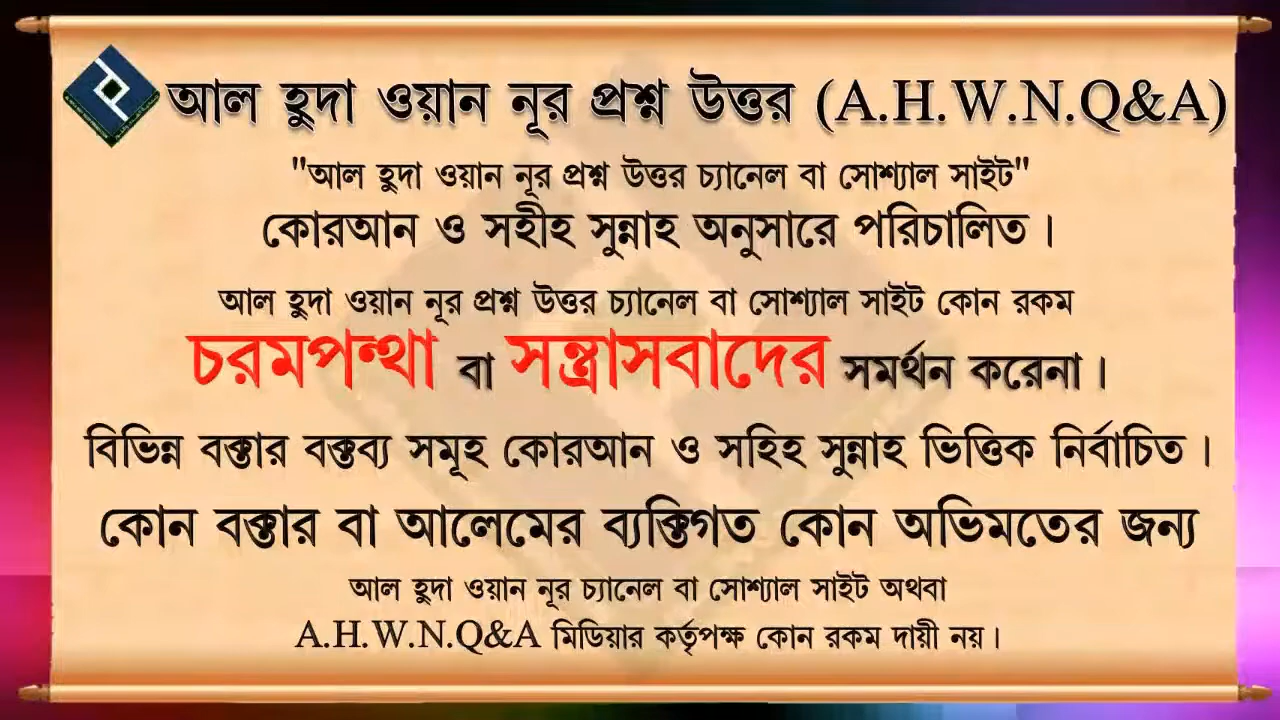 আল হুদা ওয়ান নূর প্রশ্ন উত্তর (A.H.W.N.Q&A)
"আল হুদা ওয়ান নূর প্রশ্ন উত্তর চ্যানেল বা সোশ্যাল সাইট"
কোরআন ও সহীহ সুন্নাহ অনুসারে পরিচালিত ।
আল হুদা ওয়ান নূর প্রশ্ন উত্তর চ্যানেল বা সোশ্যাল সাইট কোন রকম
চরমপন্থা বা সন্ত্রাসবাদের সমর্থন করেনা ।
বিভিন্ন বক্তার বক্তব্য সমূহ কোরআন ও সহিহ সুন্নাহ ভিত্তিক নির্বাচিত ।
কোন বক্তার বা আলেমের ব্যক্তিগত কোন অভিমতের জন্য
আল হুদা ওয়ান নূর চ্যানেল বা সোশ্যাল সাইট অথবা
A.H.W.N.Q&A মিডিয়ার কর্তৃপক্ষ কোন রকম দায়ী নয় ।